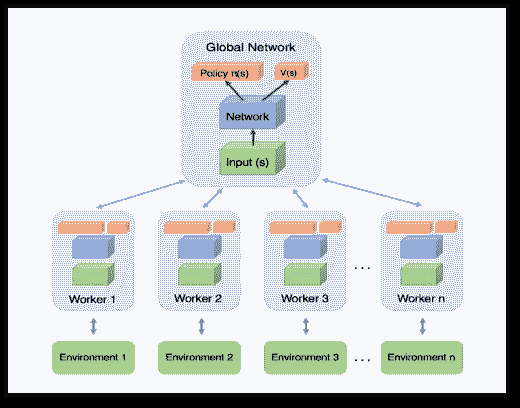 Global Network
Policy π(s) V(s)
Network
Input (s)
Worker 1 Worker 2 Worker 3 ... Worker n
Environment 1 Environment 2 Environment 3 ... Environment n